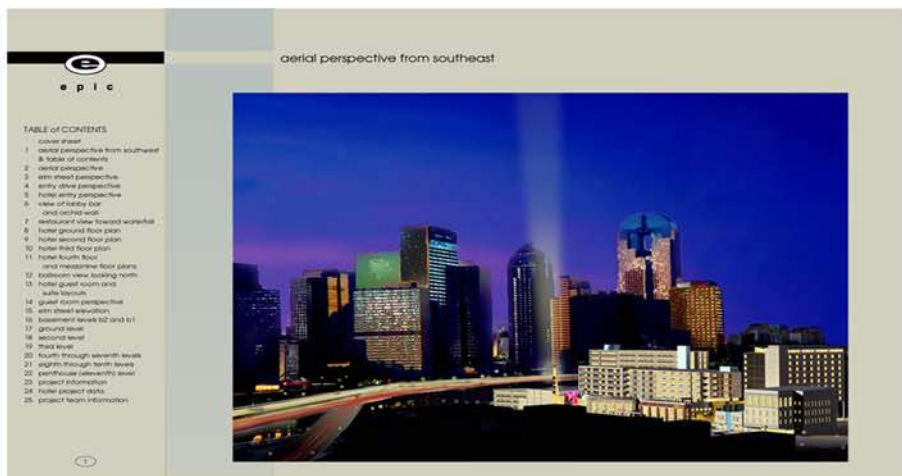 aerial perspective from southeast
e
epic
TABLE of CONTENTS
cover sheet
1 aerial perspective from southwest
& table of contents
2 aerial perspective
3 elm street perspective
4 entry drive perspective
5 hotel entry perspective
6 view of lobby bar
and orchid wall
7 restaurant view toward waterfall
8 hotel ground floor plan
9 hotel second floor plan
10 hotel third floor plan
11 hotel fourth floor
and mezzanine floor plans
12 ballroom view looking north
13 hotel guest room and
suite layouts
14 guest room perspective
15 elm street elevation
16 basement levels b2 and b1
17 ground level
18 second level
19 third level
20 fourth through seventh levels
21 eighth through tenth levels
22 penthouse (eleventh) level
23 project information
24 hotel project data
25 project team information
1